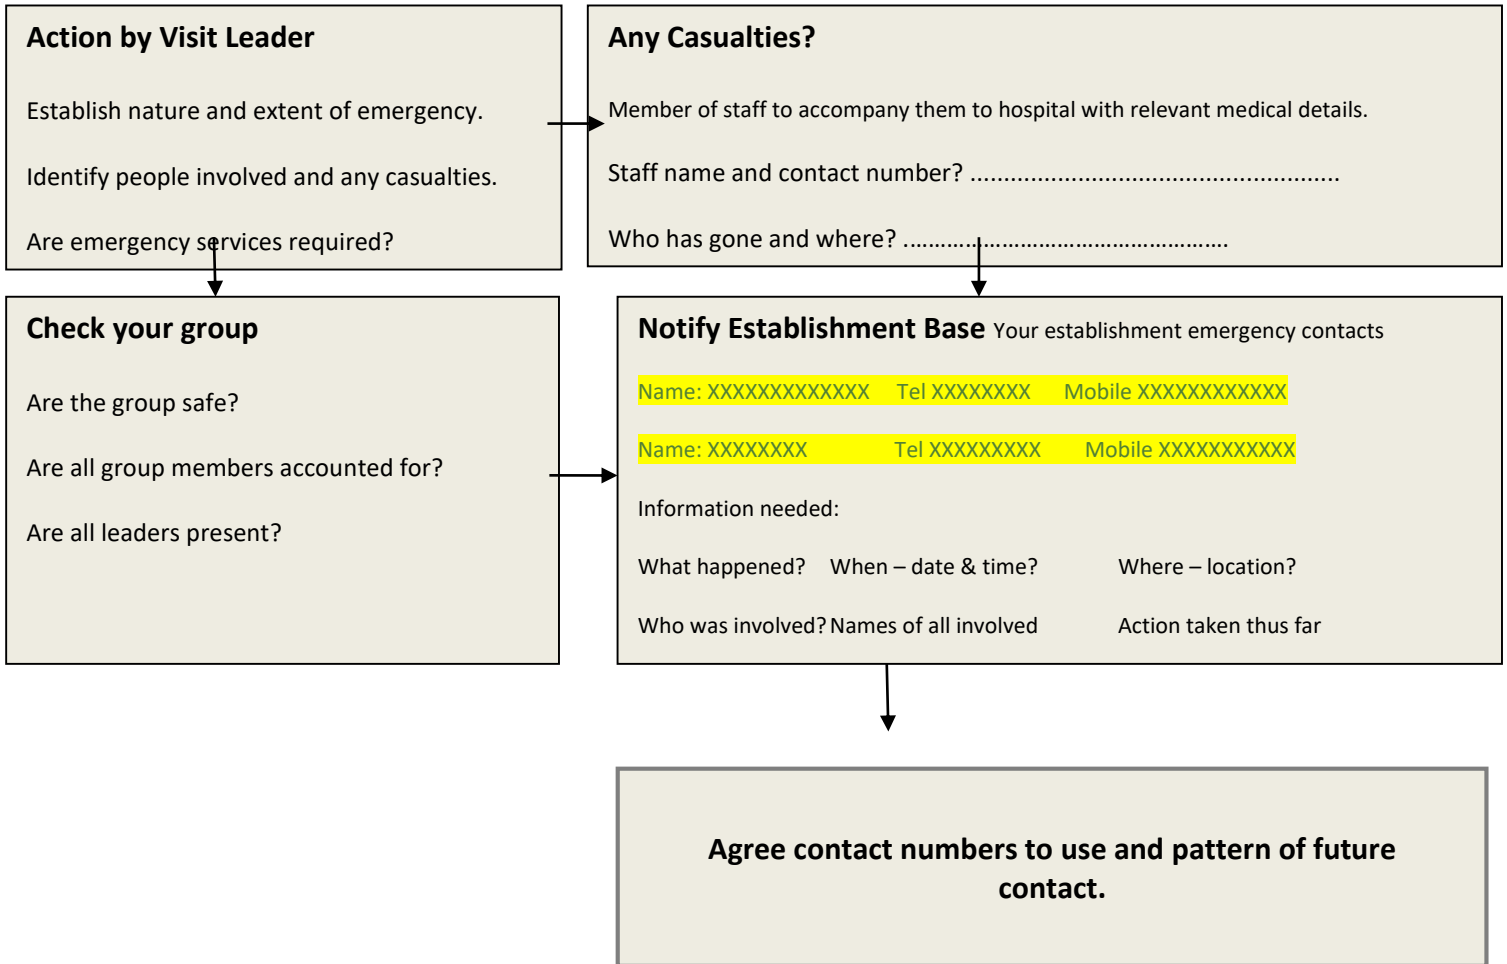 Action by Visit Leader
Establish nature and extent of emergency.
Identify people involved and any casualties.
Are emergency services required?
Any Casualties?
Member of staff to accompany them to hospital with relevant medical details.
Staff name and contact number? .......................................................
Who has gone and where? ..................................................
Check your group
Are the group safe?
Are all group members accounted for?
Are all leaders present?
Notify Establishment Base Your establishment emergency contacts
Name: XXXXXXXXXXXXX Tel XXXXXXXX Mobile XXXXXXXXXXXX
Name: XXXXXXXX Tel XXXXXXXXX Mobile XXXXXXXXXXX
Information needed:
What happened? When – date & time? Where – location?
Who was involved? Names of all involved Action taken thus far
Agree contact numbers to use and pattern of future
contact.